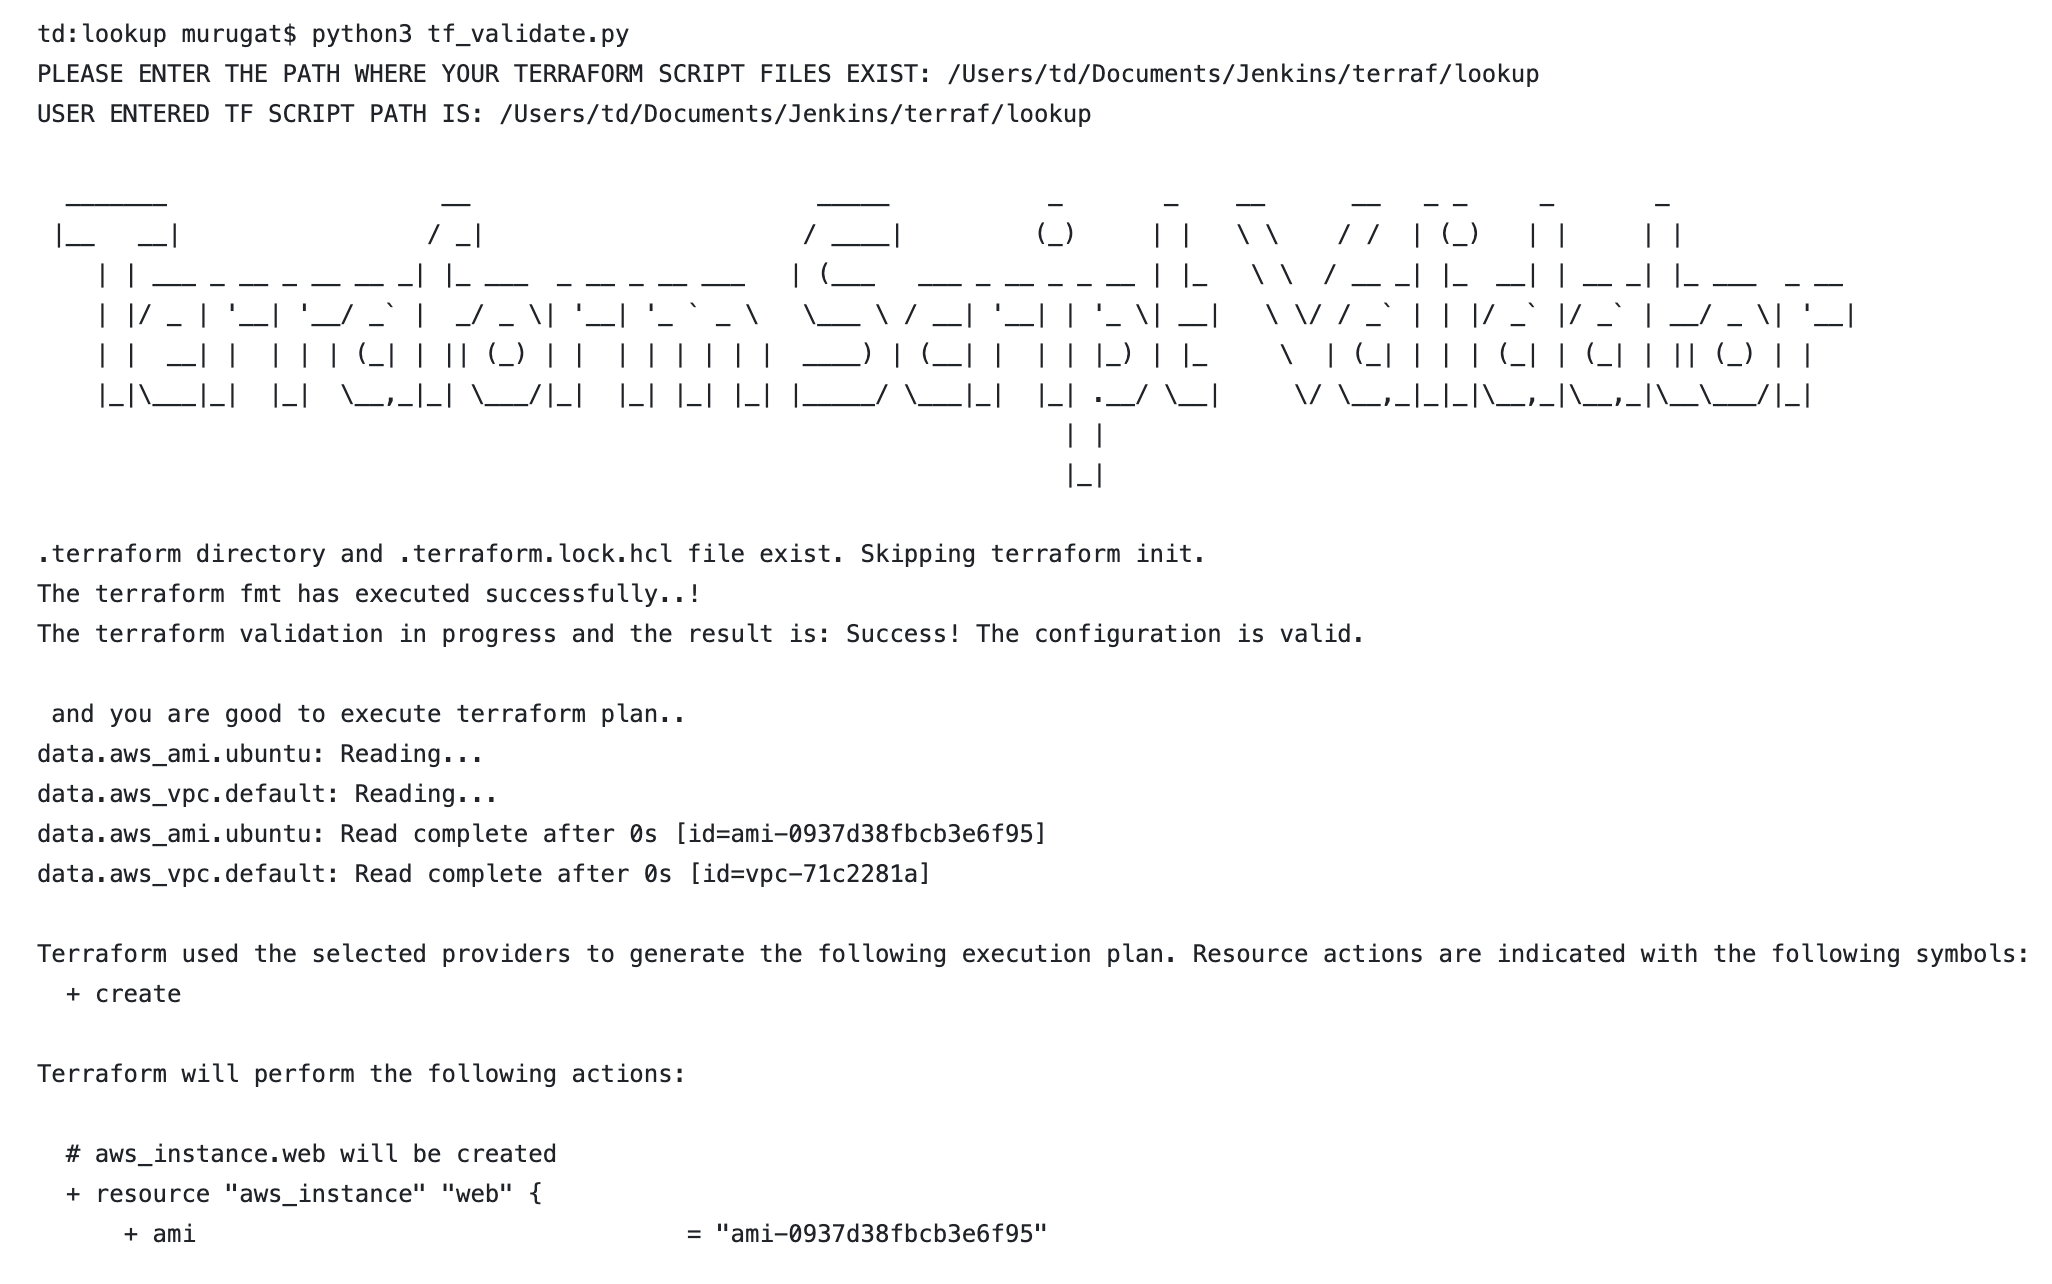 td:lookup murugat$ python3 tf_validate.py
PLEASE ENTER THE PATH WHERE YOUR TERRAFORM SCRIPT FILES EXIST: /Users/td/Documents/Jenkins/terraf/lookup
USER ENTERED TF SCRIPT PATH IS: /Users/td/Documents/Jenkins/terraf/lookup
Terraform Script Validator
.terraform directory and .terraform.lock.hcl file exist. Skipping terraform init.
The terraform fmt has executed successfully..!
The terraform validation in progress and the result is: Success! The configuration is valid.
and you are good to execute terraform plan..
data.aws_ami.ubuntu: Reading...
data.aws_vpc.default: Reading...
data.aws_ami.ubuntu: Read complete after 0s [id=ami-0937d38fbcb3e6f95]
data.aws_vpc.default: Read complete after 0s [id=vpc-71c2281a]
Terraform used the selected providers to generate the following execution plan. Resource actions are indicated with the following symbols:
+ create
Terraform will perform the following actions:
# aws_instance.web will be created
+ resource "aws_instance" "web" {
+ ami = "ami-0937d38fbcb3e6f95"